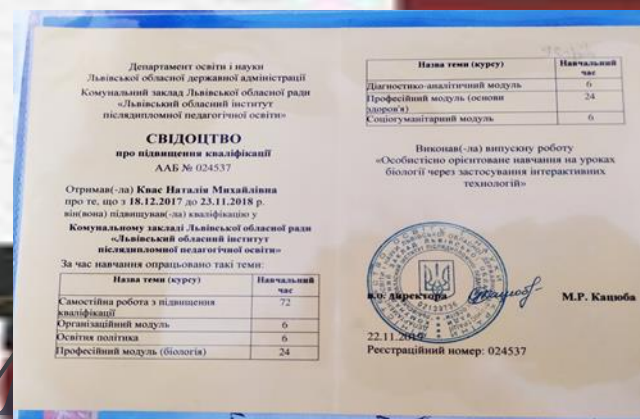 Департамент освіти і науки
Львівської обласної державної адміністрації
Комунальний заклад Львівської обласної ради
«Львівський обласний інститут
післядипломної педагогічної освіти»
СВІДОЦТВО
про підвищення кваліфікації
ААБ № 024537
Отримав(-ла) Квас Наталія Михайлівна
про те, що з 18.12.2017 до 23.11.2018 р.
він(вона) підвищував(-ла) кваліфікацію у
Комунальному закладі Львівської обласної ради
«Львівський обласний інститут
післядипломної педагогічної освіти»
За час навчання опрацьовано такі теми:
Назва теми (курсу) Навчальний
час
Самостійна робота з підвищення 72
кваліфікації
Організаційний модуль 6
Освітня політика 6
Професійний модуль (біологія) 24
Назва теми (курсу) Навчальний
час
Діагностико-аналітичний модуль 6
Професійний модуль (основи 24
здоров'я)
Соціогуманітарний модуль 6
Виконав(-ла) випускну роботу
«Особистісно орієнтоване навчання на уроках
біології через застосування інтерактивних
технологій»
в.о. директора М.Р. Кацюба
22.11
Реєстраційний номер: 024537